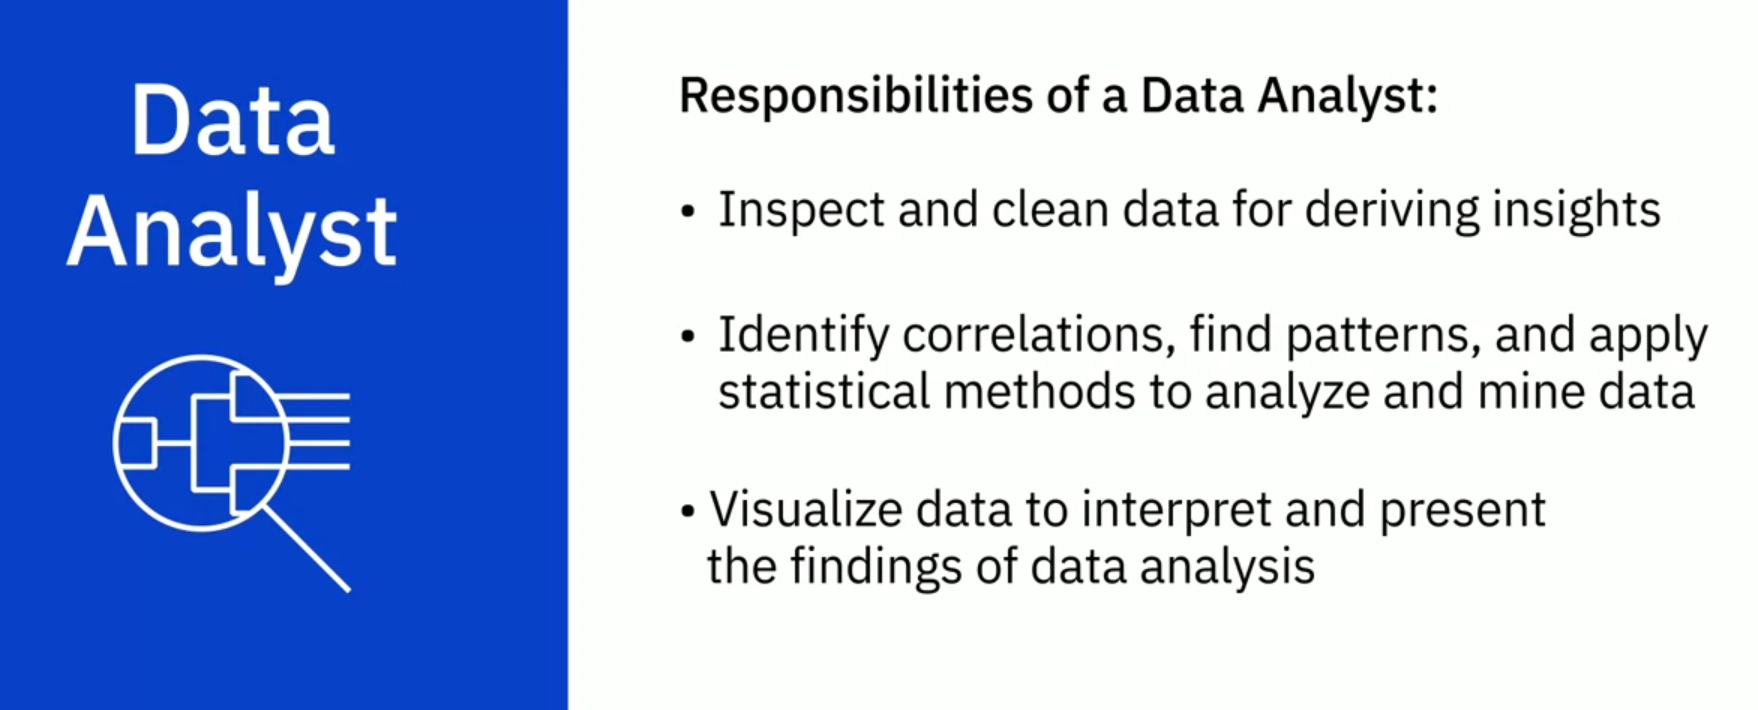 Data
Analyst
Responsibilities of a Data Analyst:
• Inspect and clean data for deriving insights
• Identify correlations, find patterns, and apply
statistical methods to analyze and mine data
• Visualize data to interpret and present
the findings of data analysis